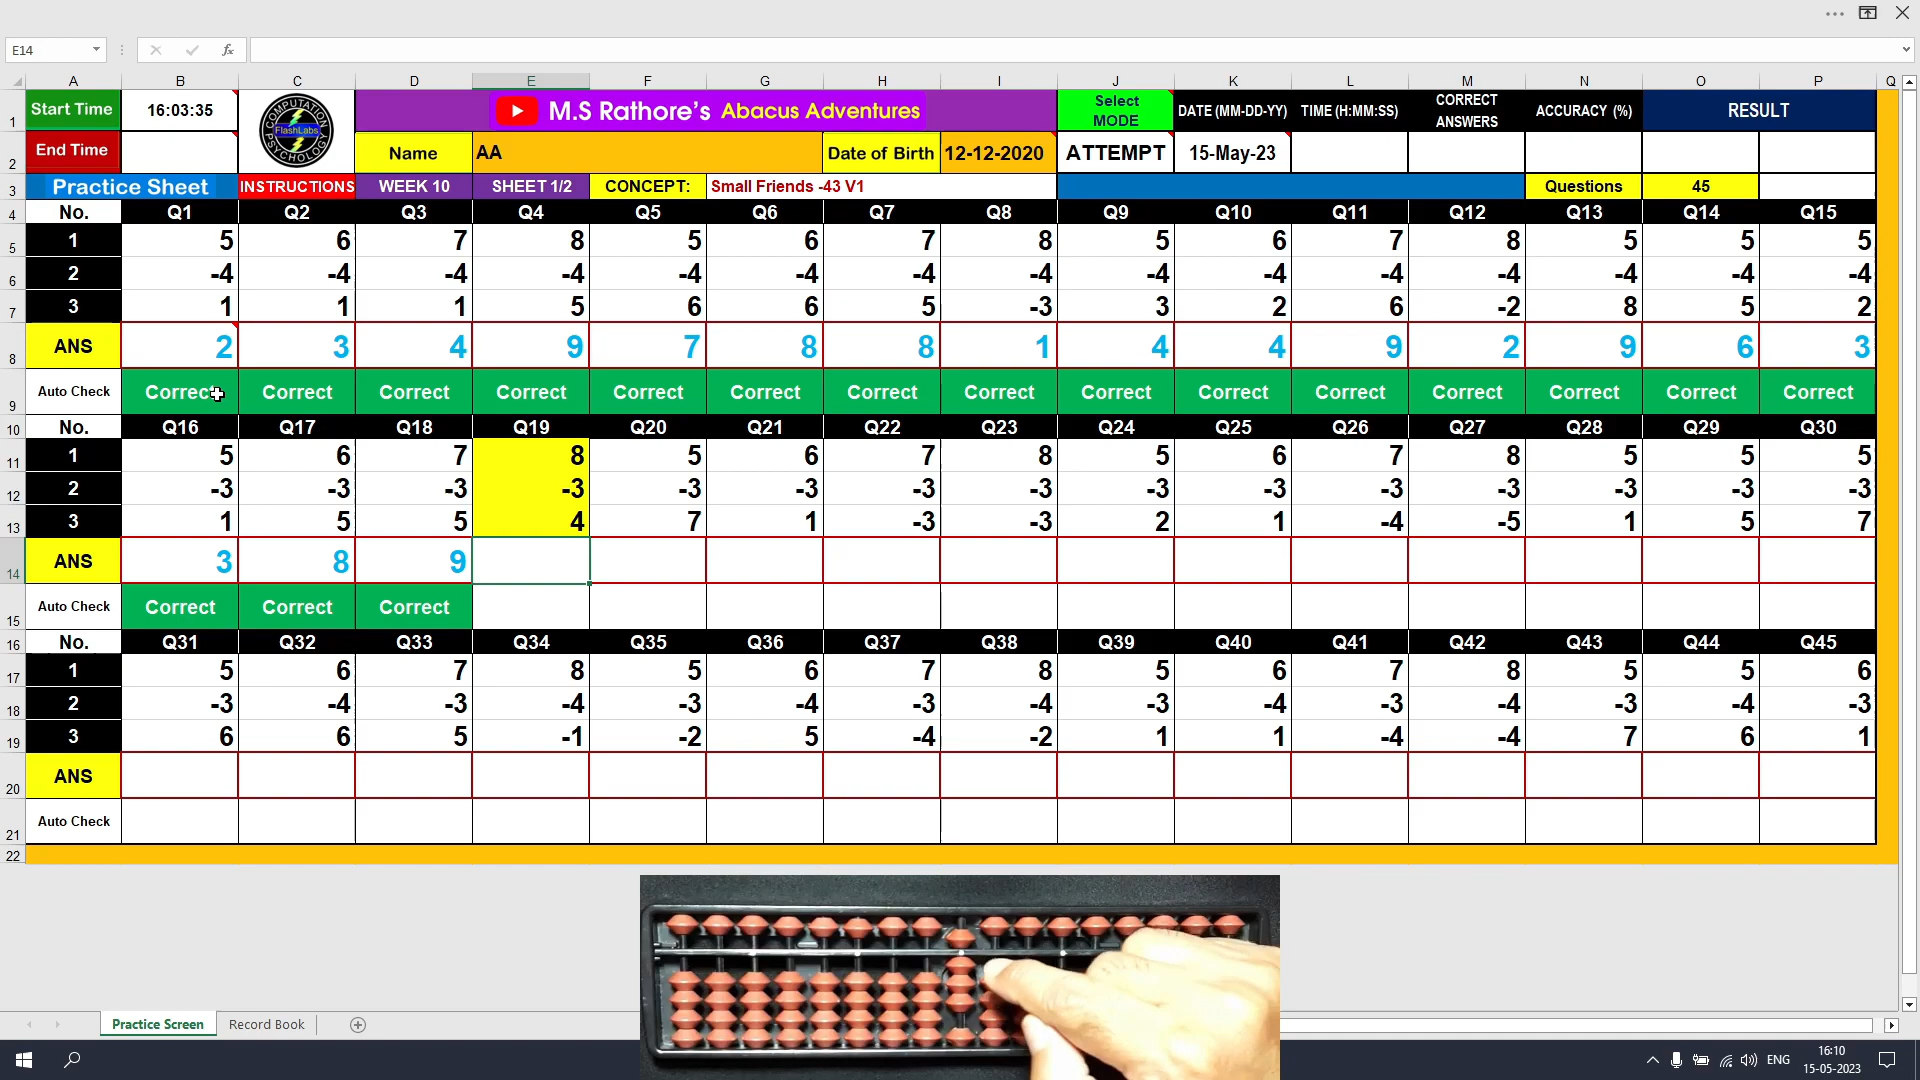 E14
fx
A B C D E F G H I J K L M N O P Q
1 Start Time 16:03:35 COMPUTATION FlashLabs PSYCHOLOGY M.S Rathore's Abacus Adventures Select MODE DATE (MM-DD-YY) TIME (H:MM:SS) CORRECT ANSWERS ACCURACY (%) RESULT
2 End Time Name AA Date of Birth 12-12-2020 ATTEMPT 15-May-23
3 Practice Sheet INSTRUCTIONS WEEK 10 SHEET 1/2 CONCEPT: Small Friends -43 V1 Questions 45
4 No. Q1 Q2 Q3 Q4 Q5 Q6 Q7 Q8 Q9 Q10 Q11 Q12 Q13 Q14 Q15
5 1 5 6 7 8 5 6 7 8 5 6 7 8 5 5 5
6 2 -4 -4 -4 -4 -4 -4 -4 -4 -4 -4 -4 -4 -4 -4 -4
7 3 1 1 1 5 6 6 5 -3 3 2 6 -2 8 5 2
8 ANS 2 3 4 9 7 8 8 1 4 4 9 2 9 6 3
9 Auto Check Correct Correct Correct Correct Correct Correct Correct Correct Correct Correct Correct Correct Correct Correct Correct
10 No. Q16 Q17 Q18 Q19 Q20 Q21 Q22 Q23 Q24 Q25 Q26 Q27 Q28 Q29 Q30
11 1 5 6 7 8 5 6 7 8 5 6 7 8 5 5 5
12 2 -3 -3 -3 -3 -3 -3 -3 -3 -3 -3 -3 -3 -3 -3 -3
13 3 1 5 5 4 7 1 -3 -3 2 1 -4 -5 1 5 7
14 ANS 3 8 9
15 Auto Check Correct Correct Correct
16 No. Q31 Q32 Q33 Q34 Q35 Q36 Q37 Q38 Q39 Q40 Q41 Q42 Q43 Q44 Q45
17 1 5 6 7 8 5 6 7 8 5 6 7 8 5 5 6
18 2 -3 -4 -3 -4 -3 -4 -3 -4 -3 -4 -3 -4 -3 -4 -3
19 3 6 6 5 -1 -2 5 -4 -2 1 1 -4 -4 7 6 1
20 ANS
21 Auto Check
22
Practice Screen Record Book
ENG 16:10
15-05-2023